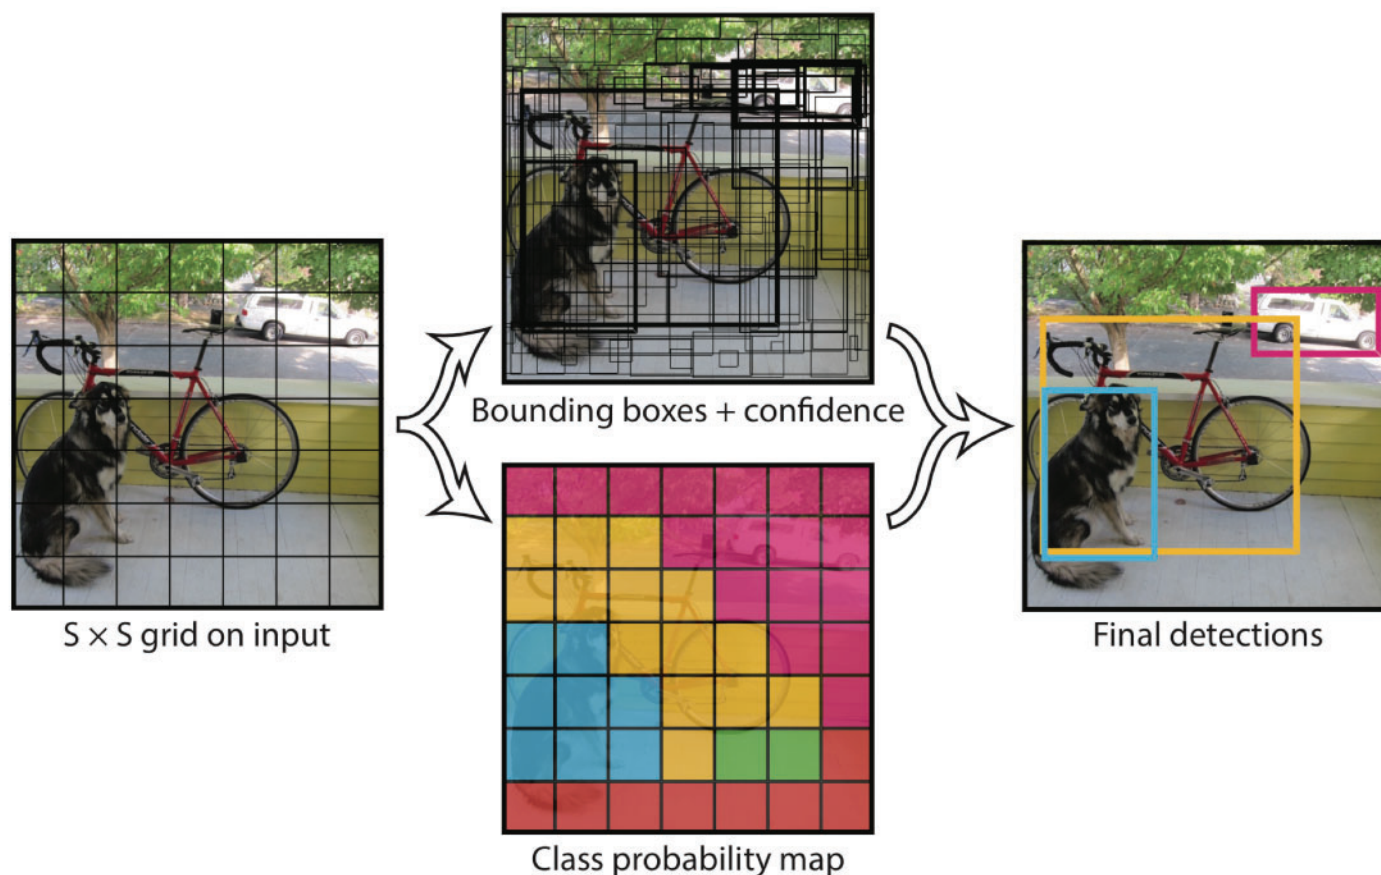 Bounding boxes + confidence
S × S grid on input
Final detections
Class probability map